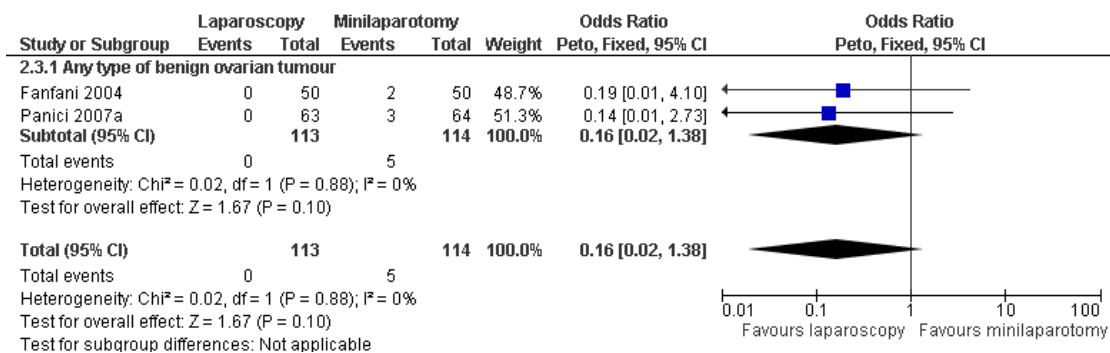 Laparoscopy Minilaparotomy Odds Ratio Odds Ratio
Study or Subgroup Events Total Events Total Weight Peto, Fixed, 95% CI Peto, Fixed, 95% CI
2.3.1 Any type of benign ovarian tumour
Fanfani 2004 0 50 2 50 48.7% 0.19 [0.01, 4.10]
Panici 2007a 0 63 3 64 51.3% 0.14 [0.01, 2.73]
Subtotal (95% CI) 113 114 100.0% 0.16 [0.02, 1.38]
Total events 0 5
Heterogeneity: Chi² = 0.02, df = 1 (P = 0.88); I² = 0%
Test for overall effect: Z = 1.67 (P = 0.10)
Total (95% CI) 113 114 100.0% 0.16 [0.02, 1.38]
Total events 0 5
Heterogeneity: Chi² = 0.02, df = 1 (P = 0.88); I² = 0%
Test for overall effect: Z = 1.67 (P = 0.10)
Test for subgroup differences: Not applicable
0.01 0.1 1 10 100
Favours laparoscopy Favours minilaparotomy